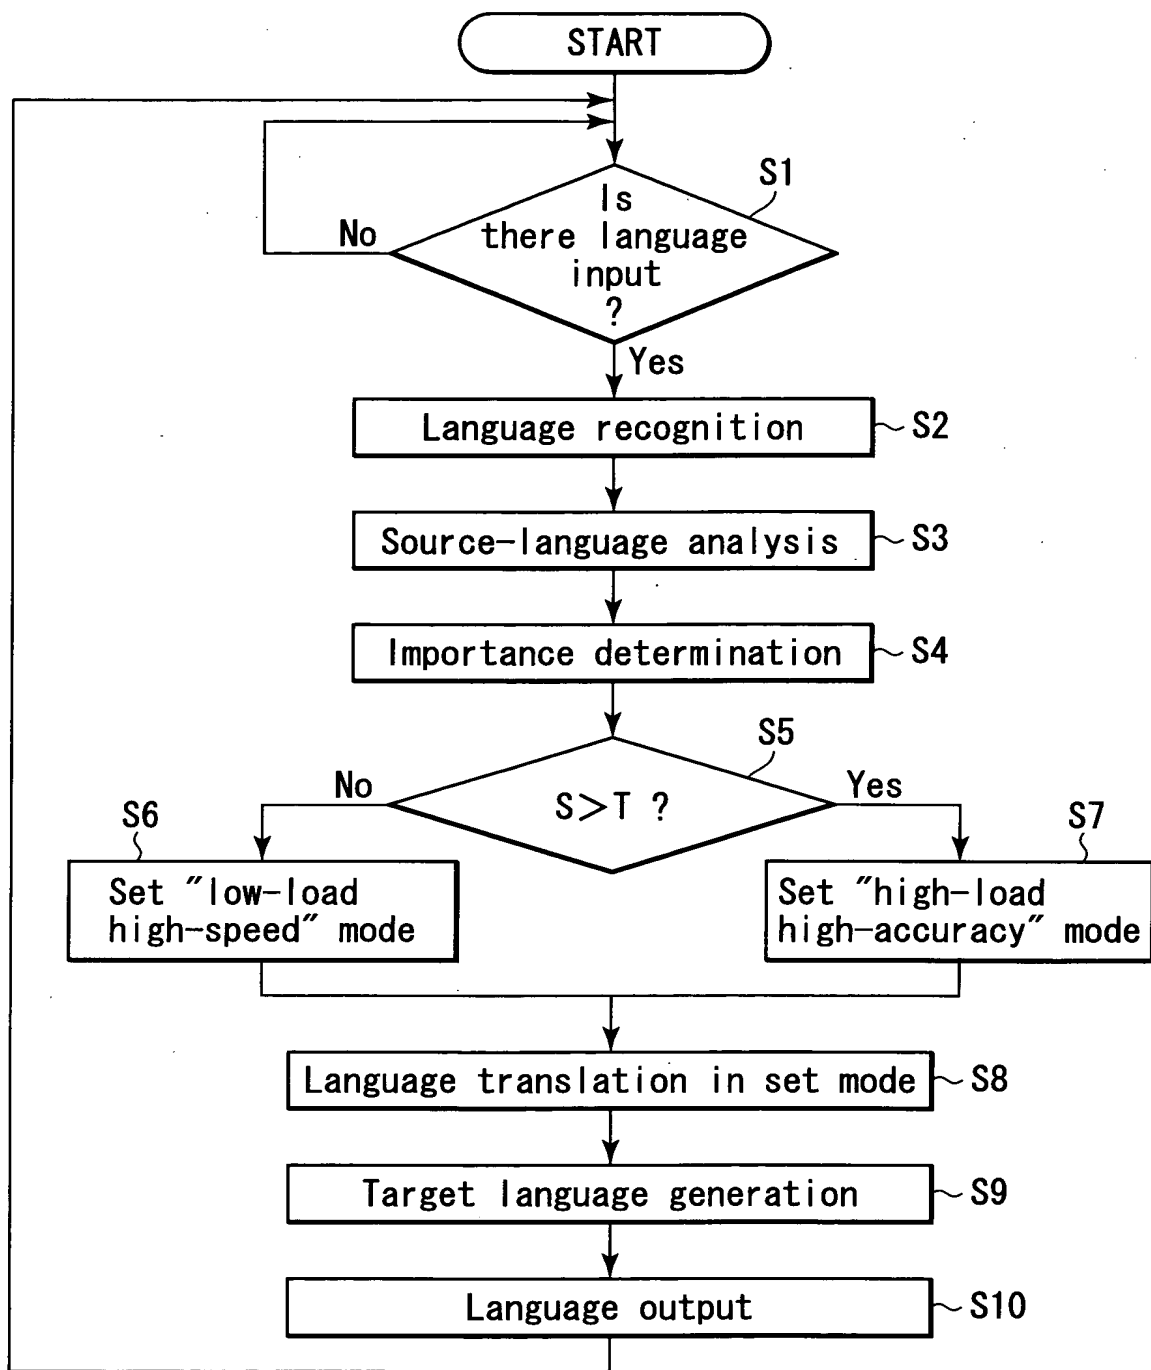 START
S1
Is
there language
input
?
No
Yes
Language recognition
S2
Source-language analysis
S3
Importance determination
S4
S5
S>T ?
No
Yes
S6
Set "low-load
high-speed" mode
S7
Set "high-load
high-accuracy" mode
Language translation in set mode
S8
Target language generation
S9
Language output
S10